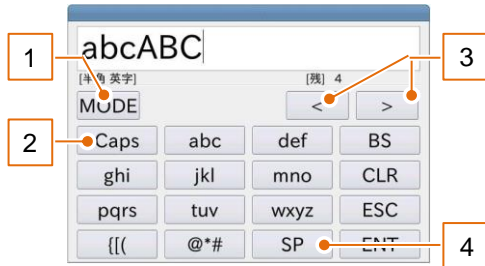 abcABC
1
3
[半角 英字] [残] 4
MODE < >
2
Caps abc def BS
ghi jkl mno CLR
pqrs tuv wxyz ESC
{[( @*# SP ENT
4